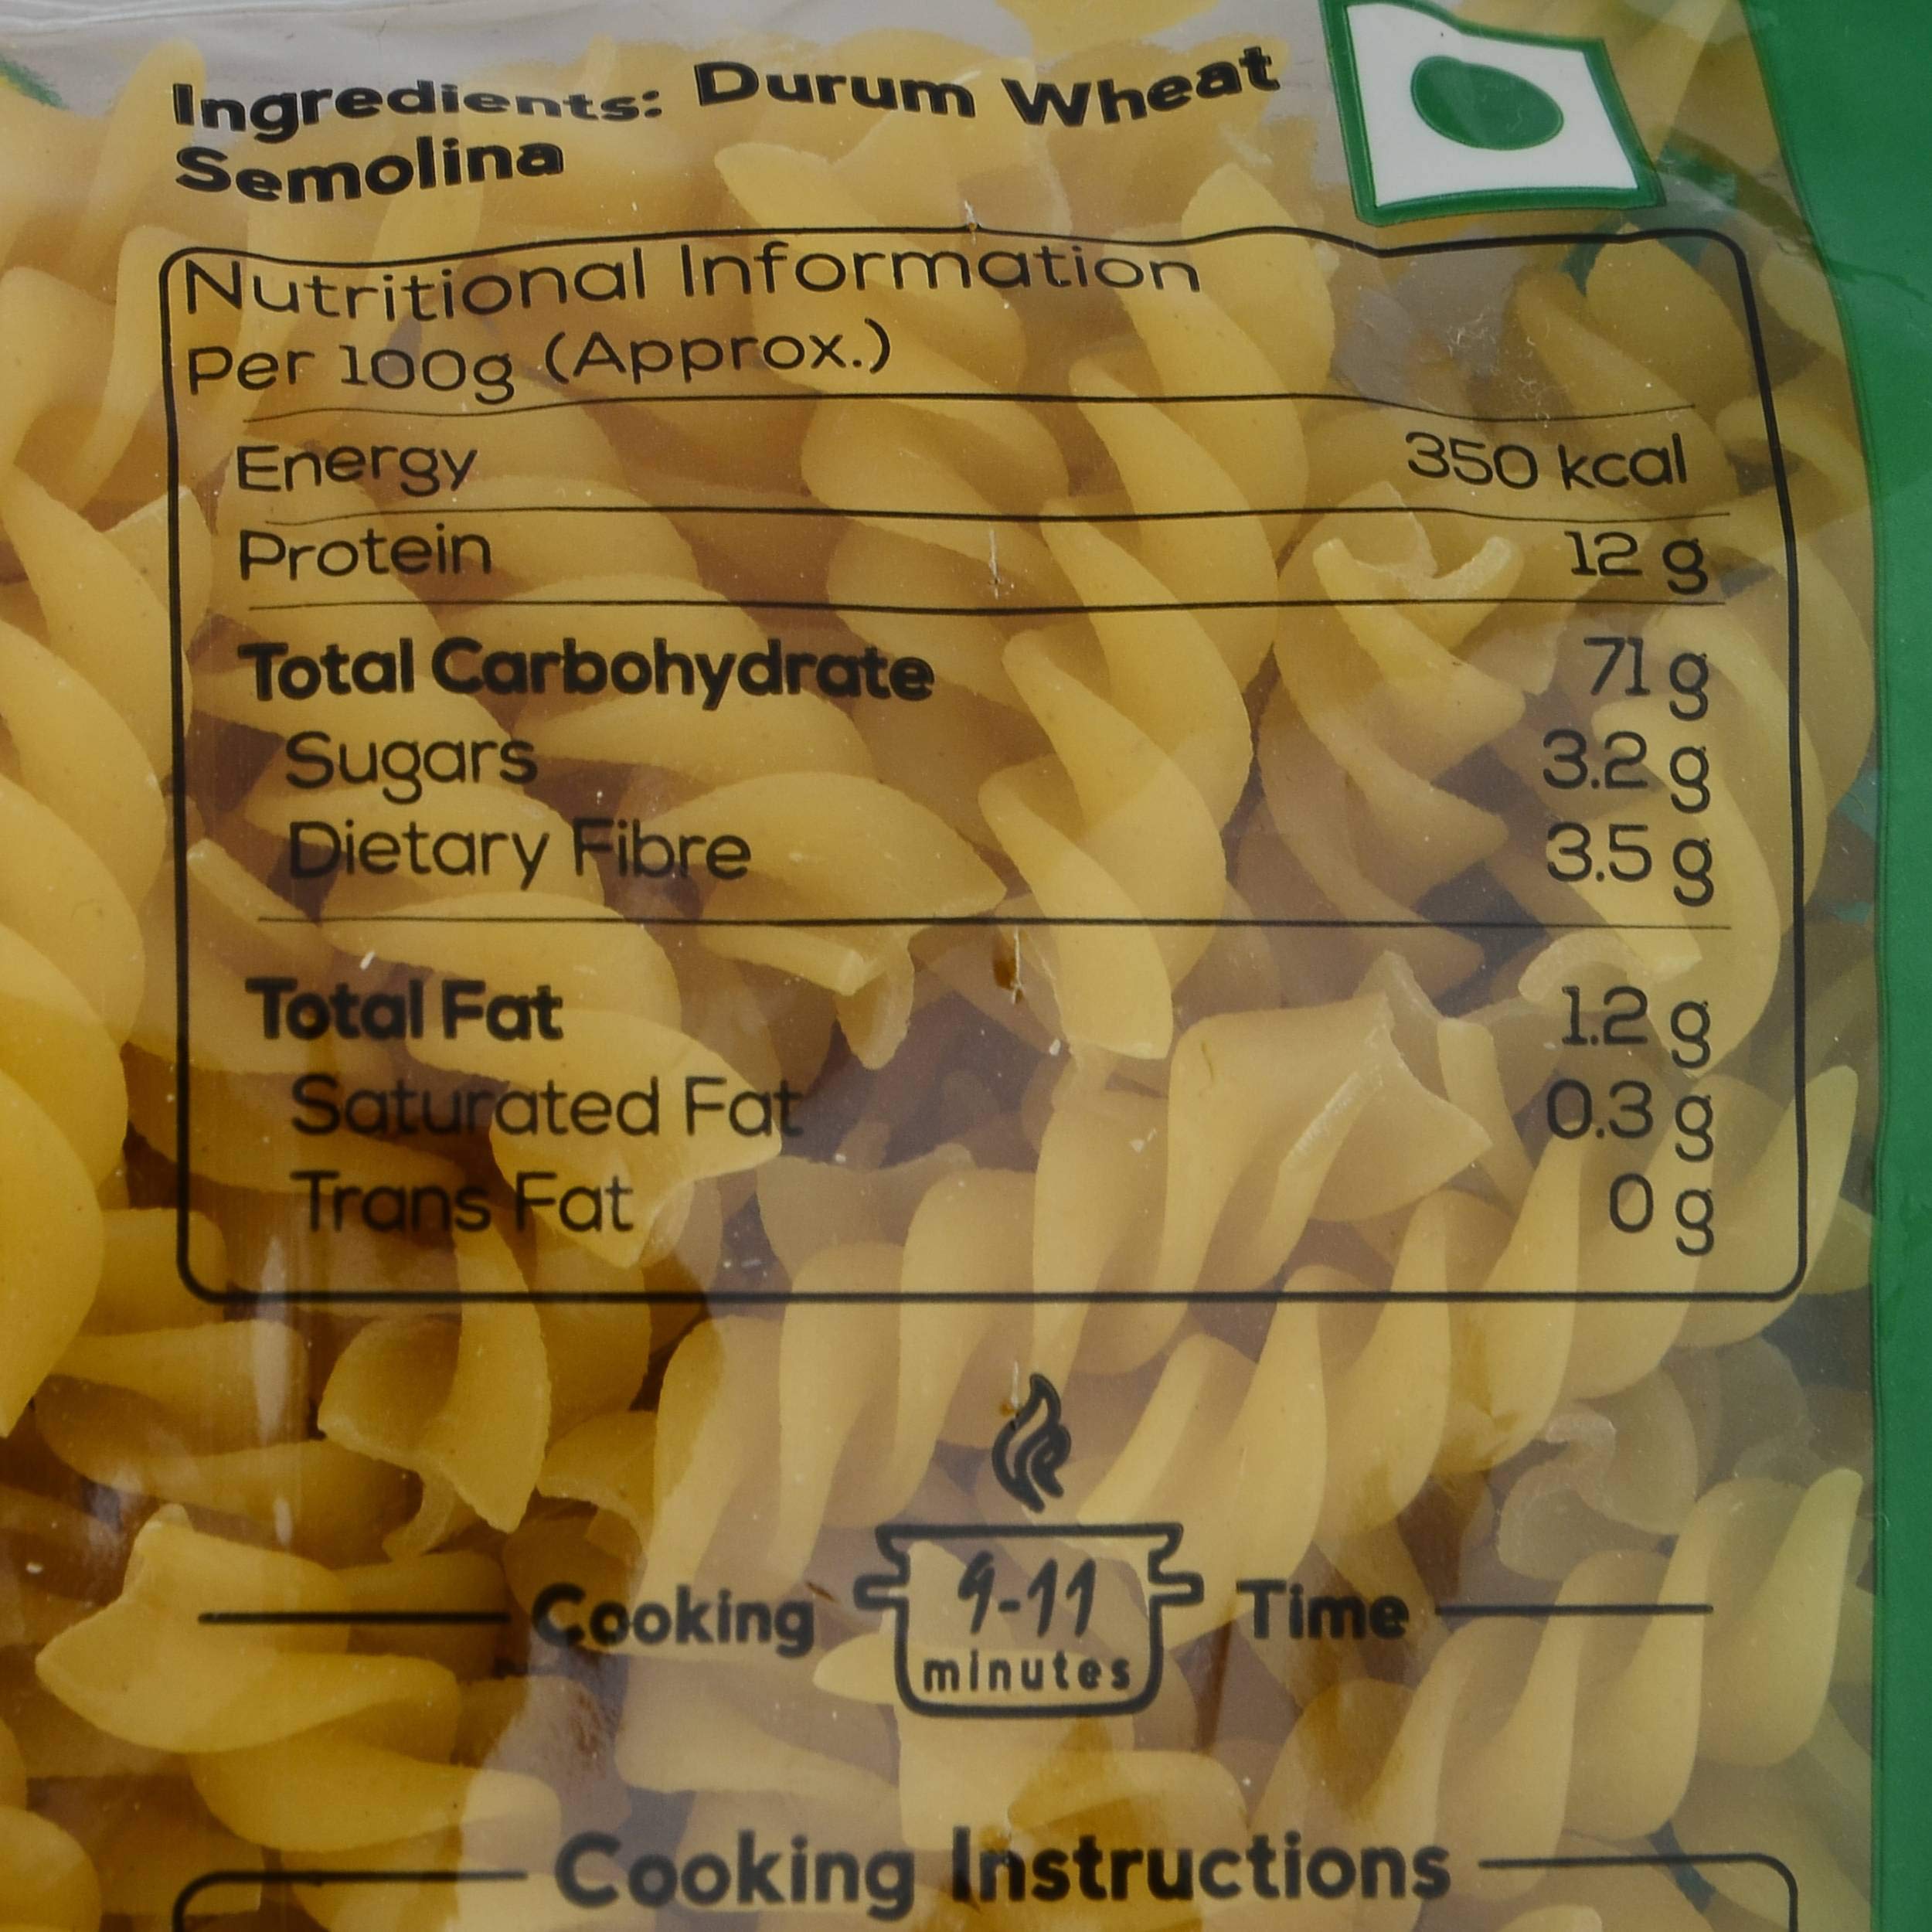 Ingredients: Durum Wheat
Semolina
Nutritional Information
Per 100g (Approx.)
Energy 350 kcal
Protein 12 g
Total Carbohydrate 71 g
Sugars 3.2 g
Dietary Fibre 3.5 g
Total Fat 1.2 g
Saturated Fat 0.3 g
Trans Fat 0 g
Cooking 9-11 minutes Time
Cooking Instructions